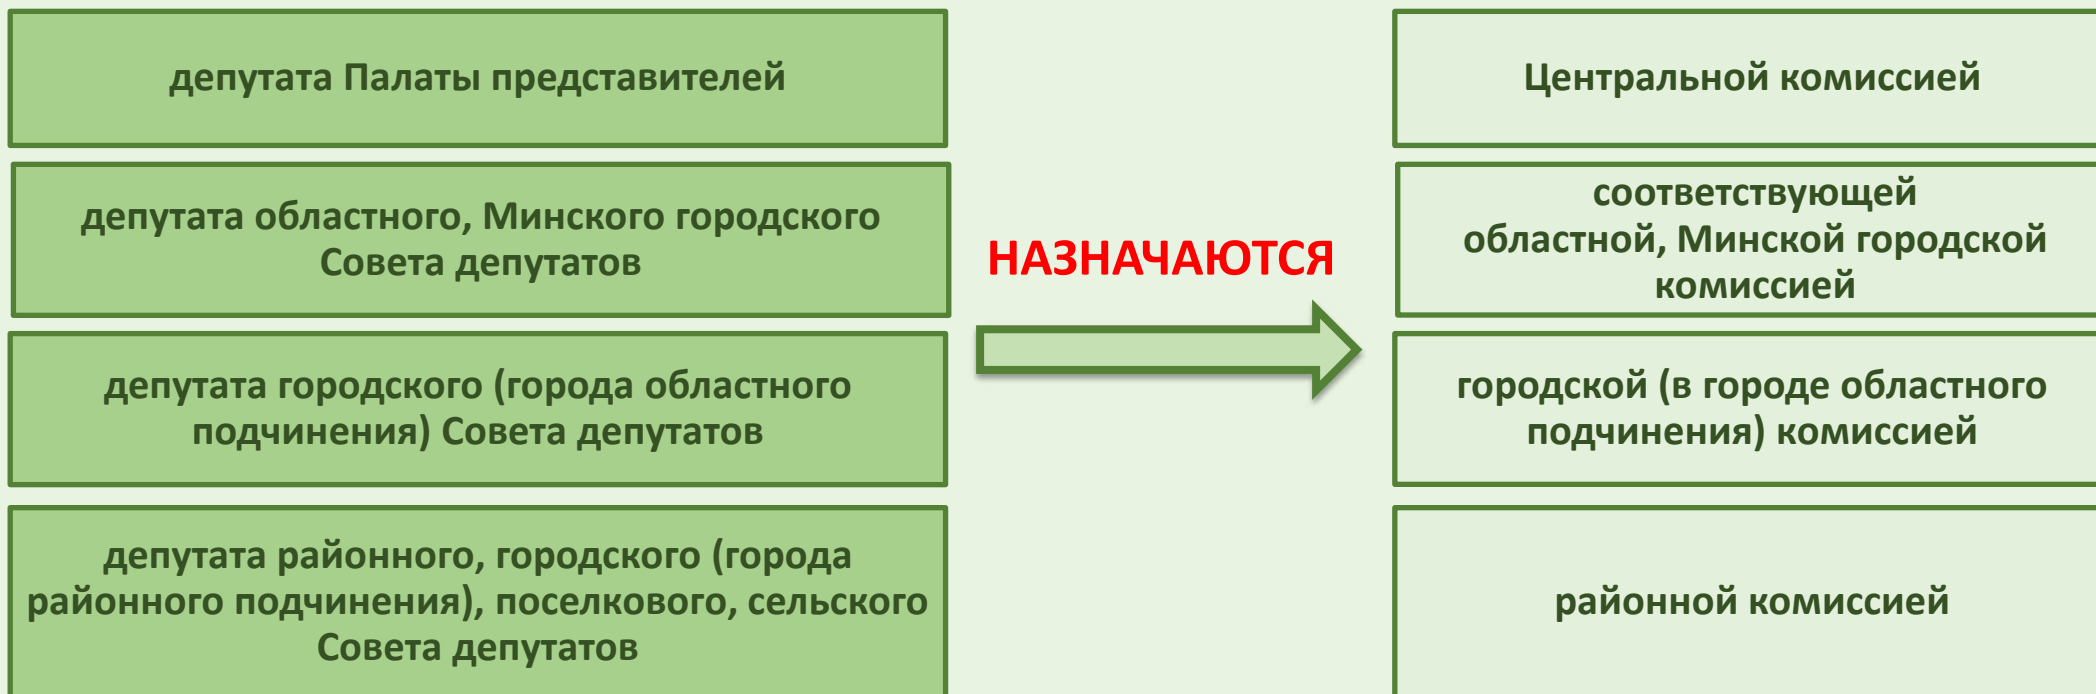 депутата Палаты представителей
Центральной комиссией
депутата областного, Минского городского
Совета депутатов
НАЗНАЧАЮТСЯ
соответствующей
областной, Минской городской
комиссией
депутата городского (города областного
подчинения) Совета депутатов
городской (в городе областного
подчинения) комиссией
депутата районного, городского (города
районного подчинения), поселкового, сельского
Совета депутатов
районной комиссией